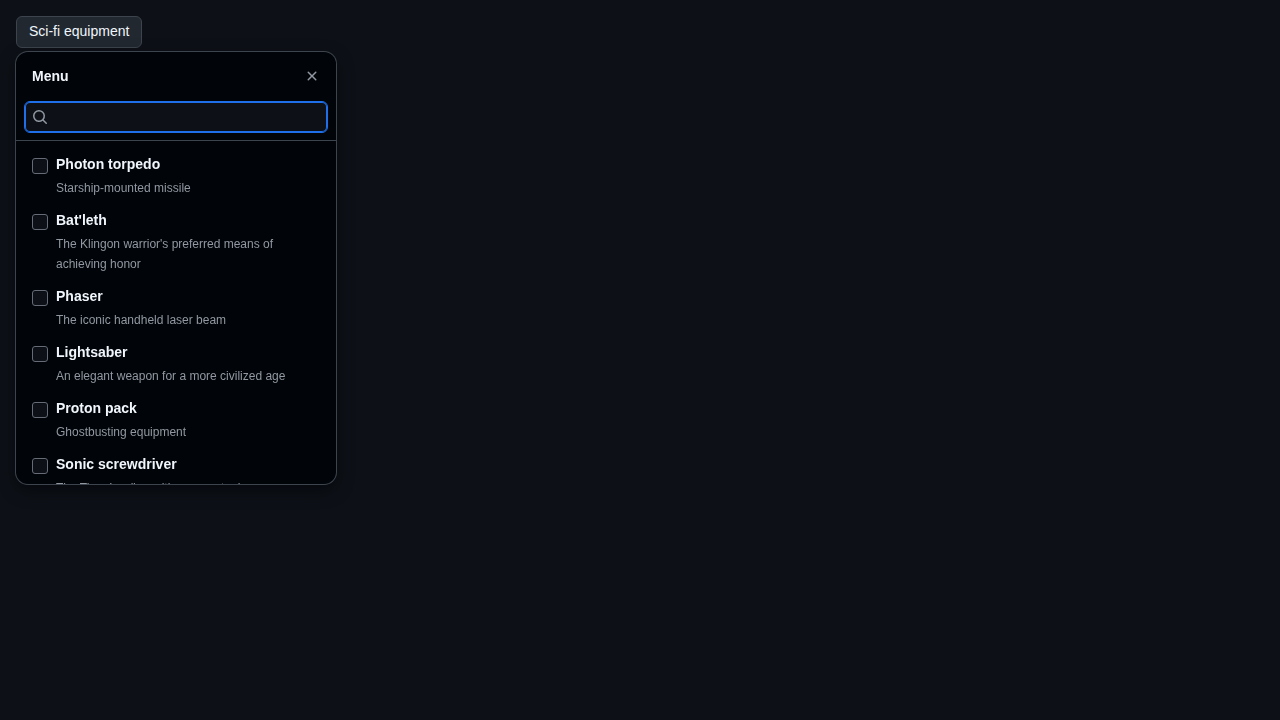 Sci-fi equipment
Menu
Photon torpedo
Starship-mounted missile
Bat'leth
The Klingon warrior's preferred means of
achieving honor
Phaser
The iconic handheld laser beam
Lightsaber
An elegant weapon for a more civilized age
Proton pack
Ghostbusting equipment
Sonic screwdriver